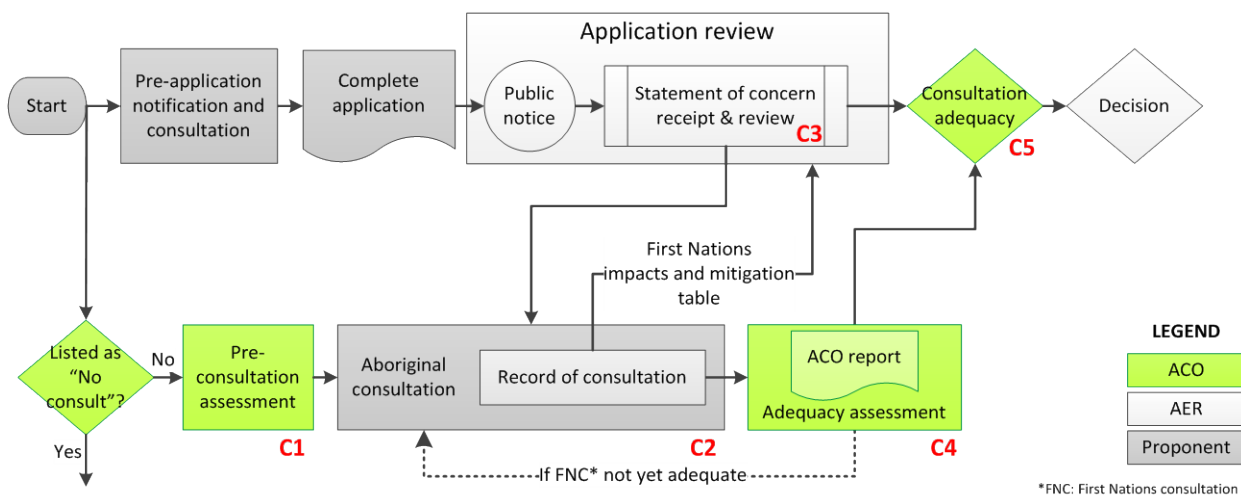 Application review
Start
Pre-application
notification and
consultation
Complete
application
Public
notice
Statement of concern
receipt & review
C3
Consultation
adequacy
C5
Decision
First Nations
impacts and mitigation
table
Listed as
“No
consult”?
No
Yes
Pre-
consultation
assessment
C1
Aboriginal
consultation
Record of consultation
C2
ACO report
Adequacy assessment
C4
If FNC* not yet adequate
LEGEND
ACO
AER
Proponent
*FNC: First Nations consultation